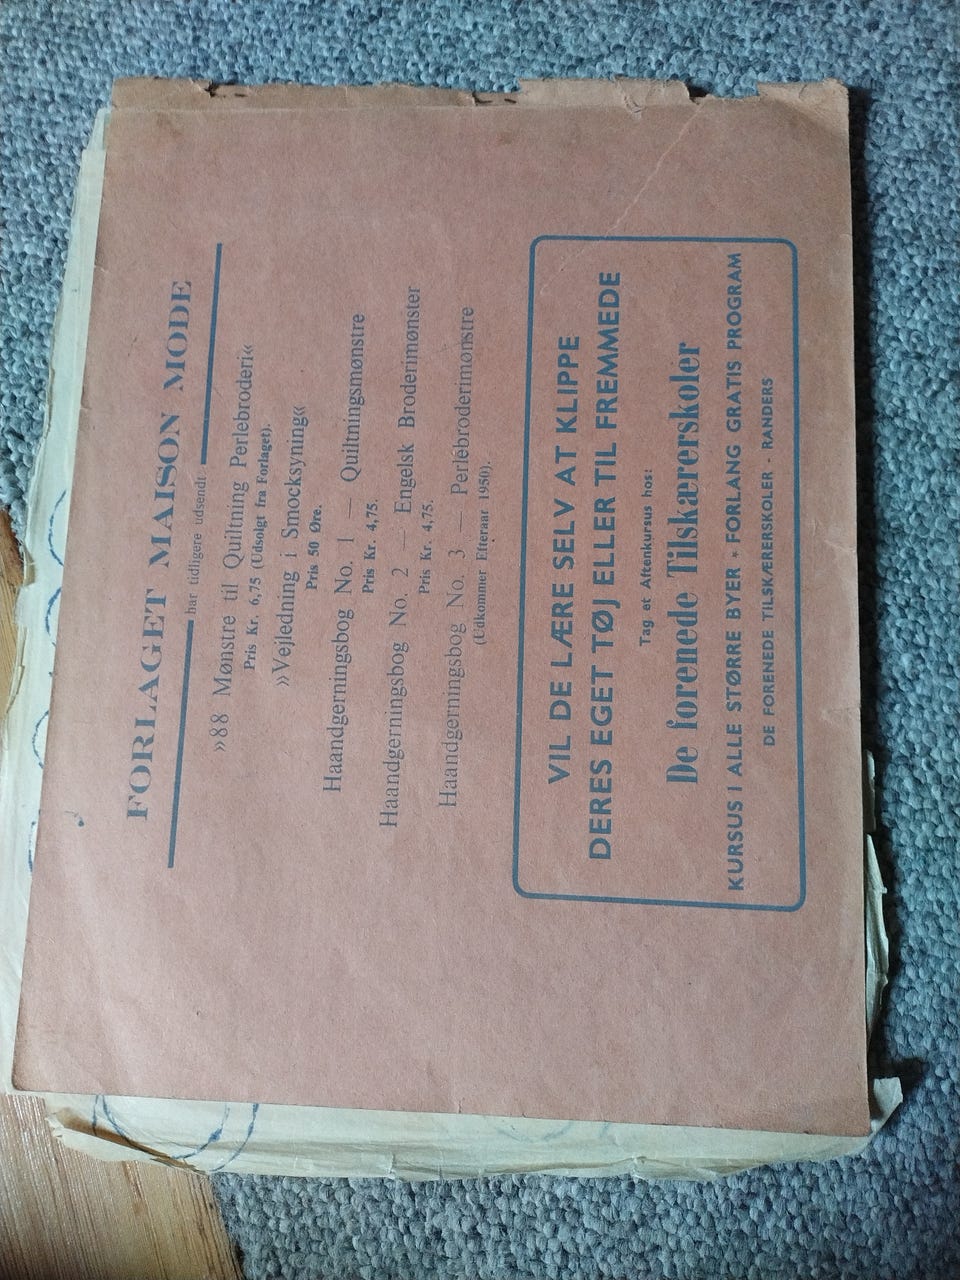 FORLAGET MAISON MODE
har tidligere udsendt
»88 Mønstre til Quiltning Perlebroderi«
Pris Kr. 6,75 (Udsolgt fra Forlaget).
»Vejledning i Smocksyning«
Pris 50 Øre.
Haandgerningsbog No. 1 — Quiltningsmønstre
Pris Kr. 4,75.
Haandgerningsbog No. 2 — Engelsk Broderimønster
Pris Kr. 4,75.
Haandgerningsbog No. 3 — Perlebroderimønstre
(Udkommer Efteraar 1950).
VIL DE LÆRE SELV AT KLIPPE
DERES EGET TØJ ELLER TIL FREMMEDE
Tag et Aftenkursus hos:
De forenede Tilskærerskoler
KURSUS I ALLE STØRRE BYER * FORLANG GRATIS PROGRAM
DE FORENEDE TILSKÆRERSKOLER - RANDERS